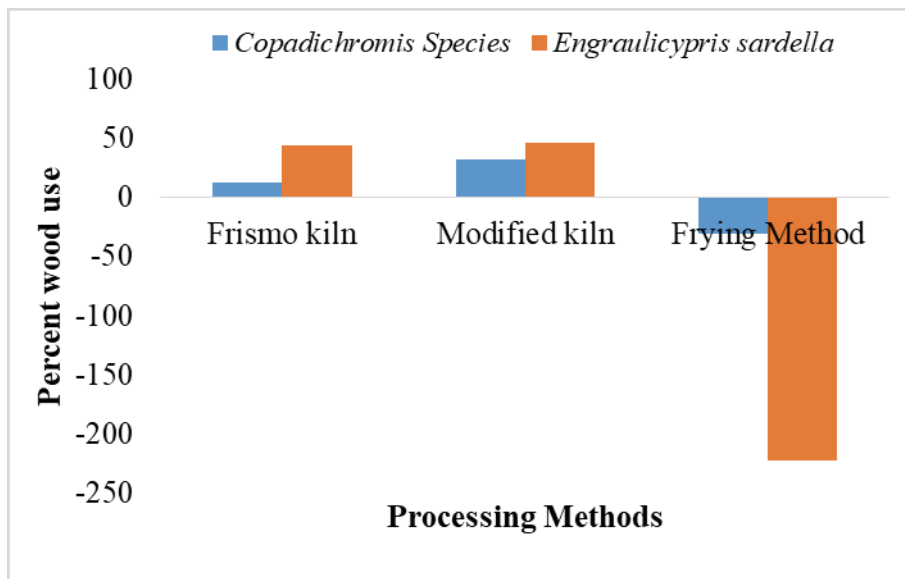 Copadichromis Species Engraulicypris sardella
100
50
0
-50
-100
-150
-200
-250
Percent wood use
Frismo kiln Modified kiln Frying Method
Processing Methods